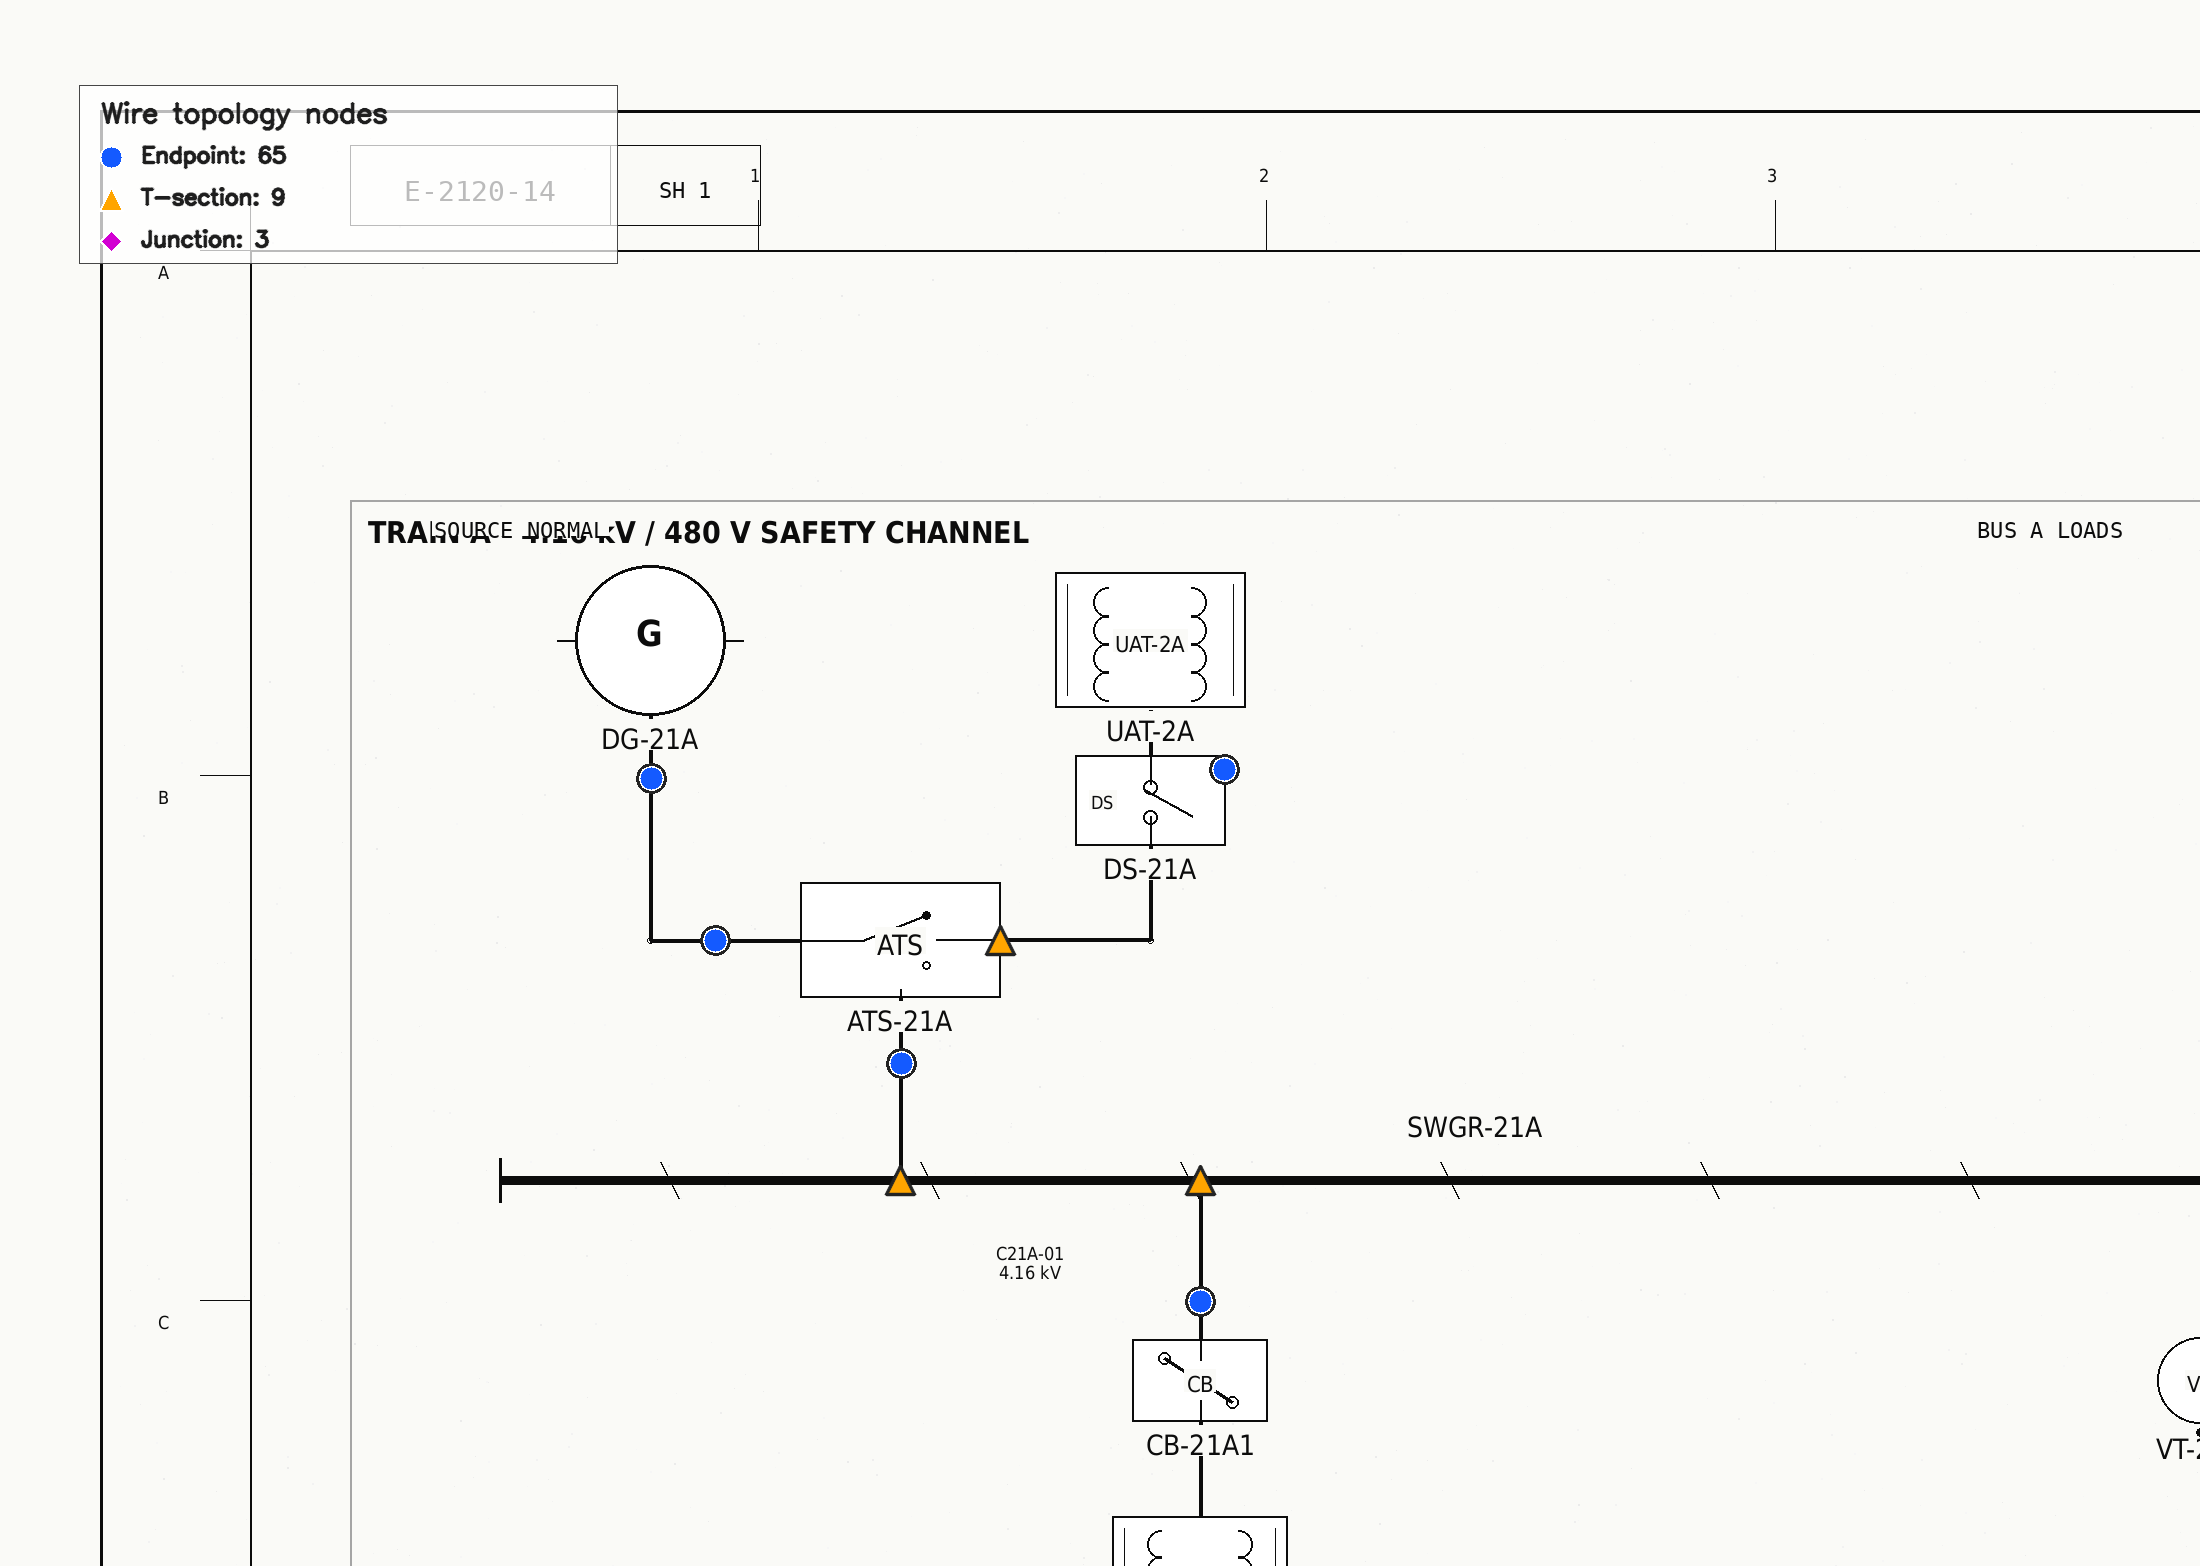 Wire topology nodes
Endpoint: 65
T-section: 9
Junction: 3
E-2120-14
SH 1
1
2
3
A
SOURCE NORMAL
V / 480 V SAFETY CHANNEL
BUS A LOADS
G
UAT-2A
DG-21A
UAT-2A
B
DS
DS-21A
ATS
ATS-21A
SWGR-21A
C21A-01
4.16 kV
C
CB
V
CB-21A1
VT-2